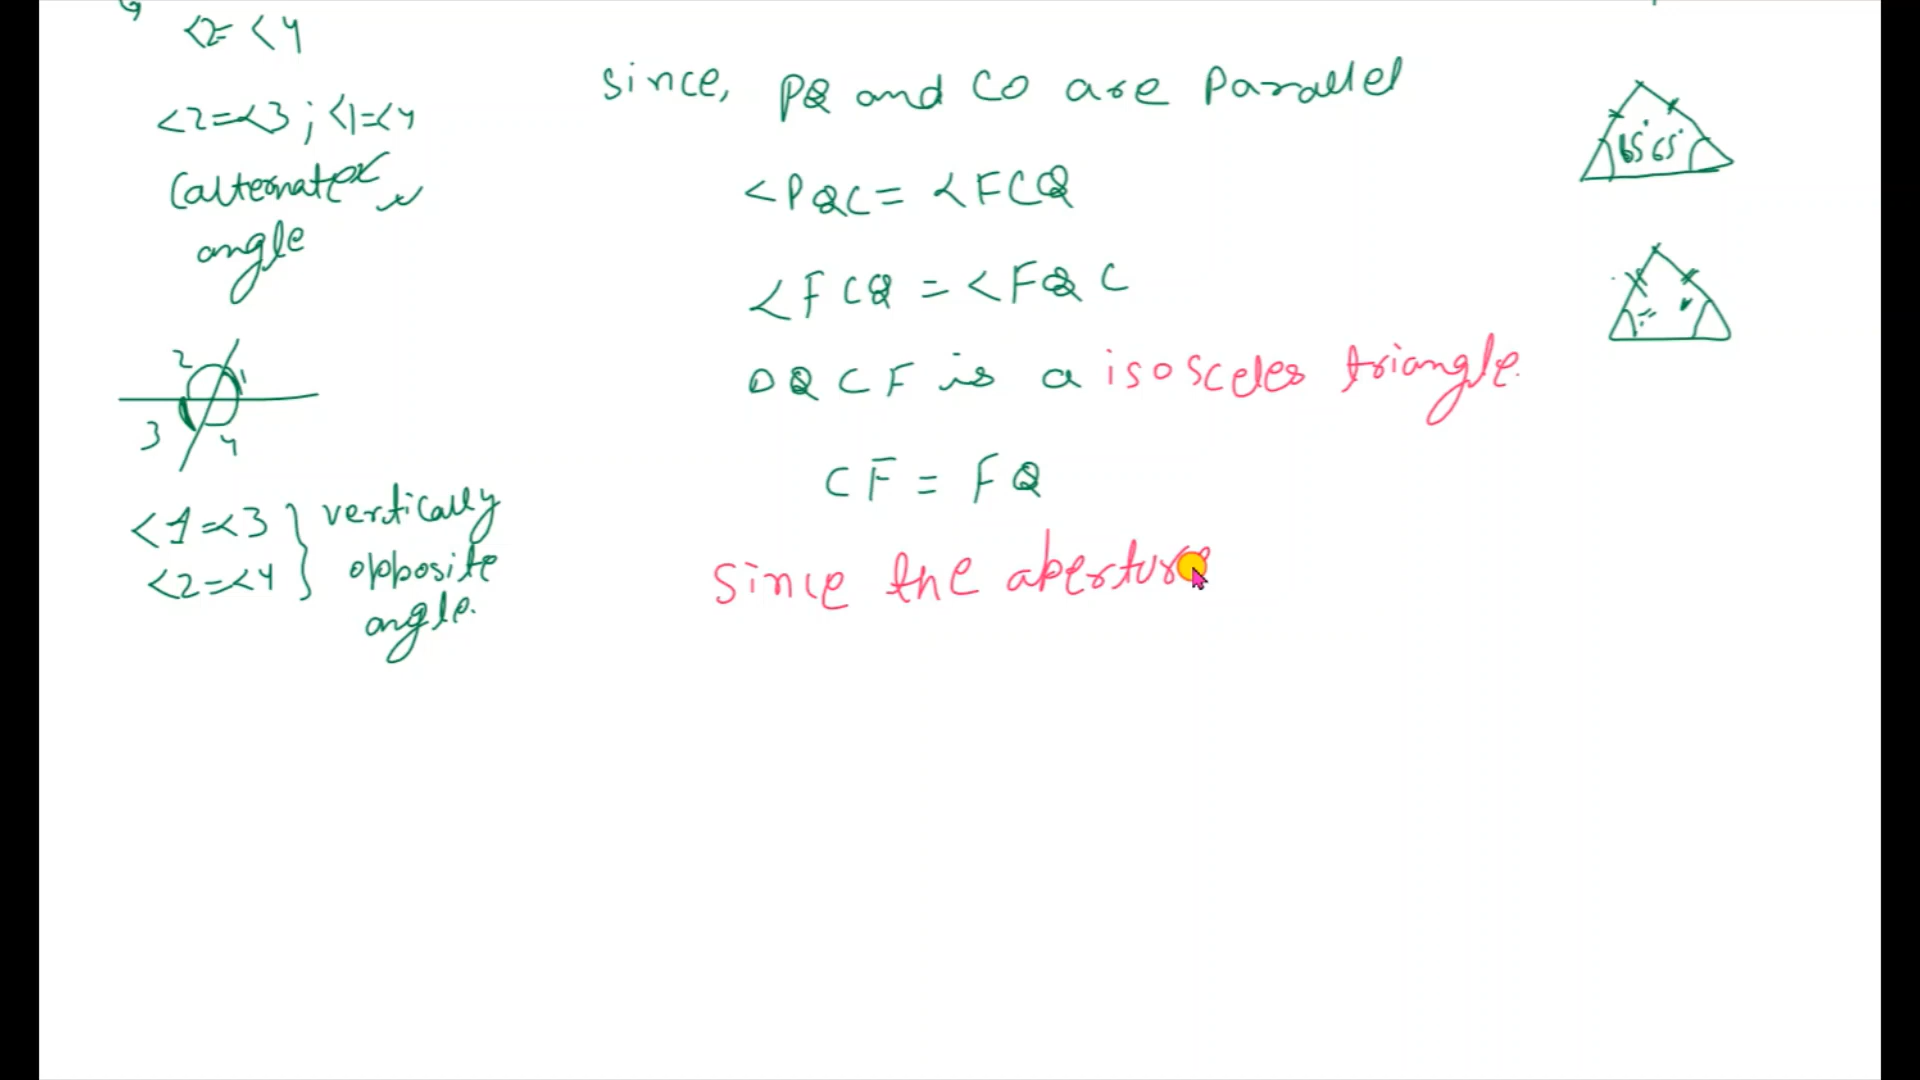 <2= <4
<2=<3 ; <1=<4
(alternate
angle
2
1
3
4
<1=<3
<2=<4
vertically
opposite
angle.
since, PQ and CO are Parallel
<PQC = <FCQ
<FCQ = <FQC
QCF is a isosceles triangle.
CF = FQ
since the aperture
65° 65°